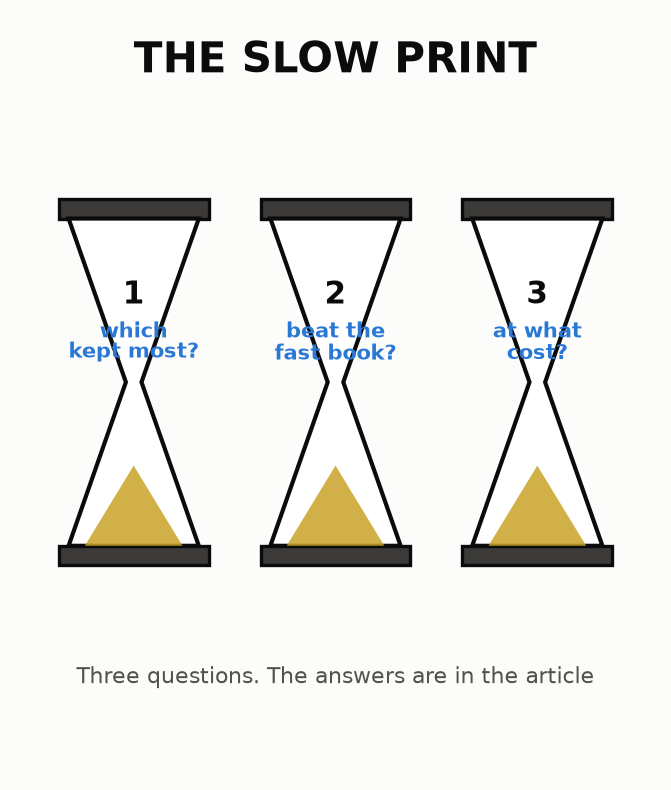 THE SLOW PRINT
1
which
kept most?
2
beat the
fast book?
3
at what
cost?
Three questions. The answers are in the article